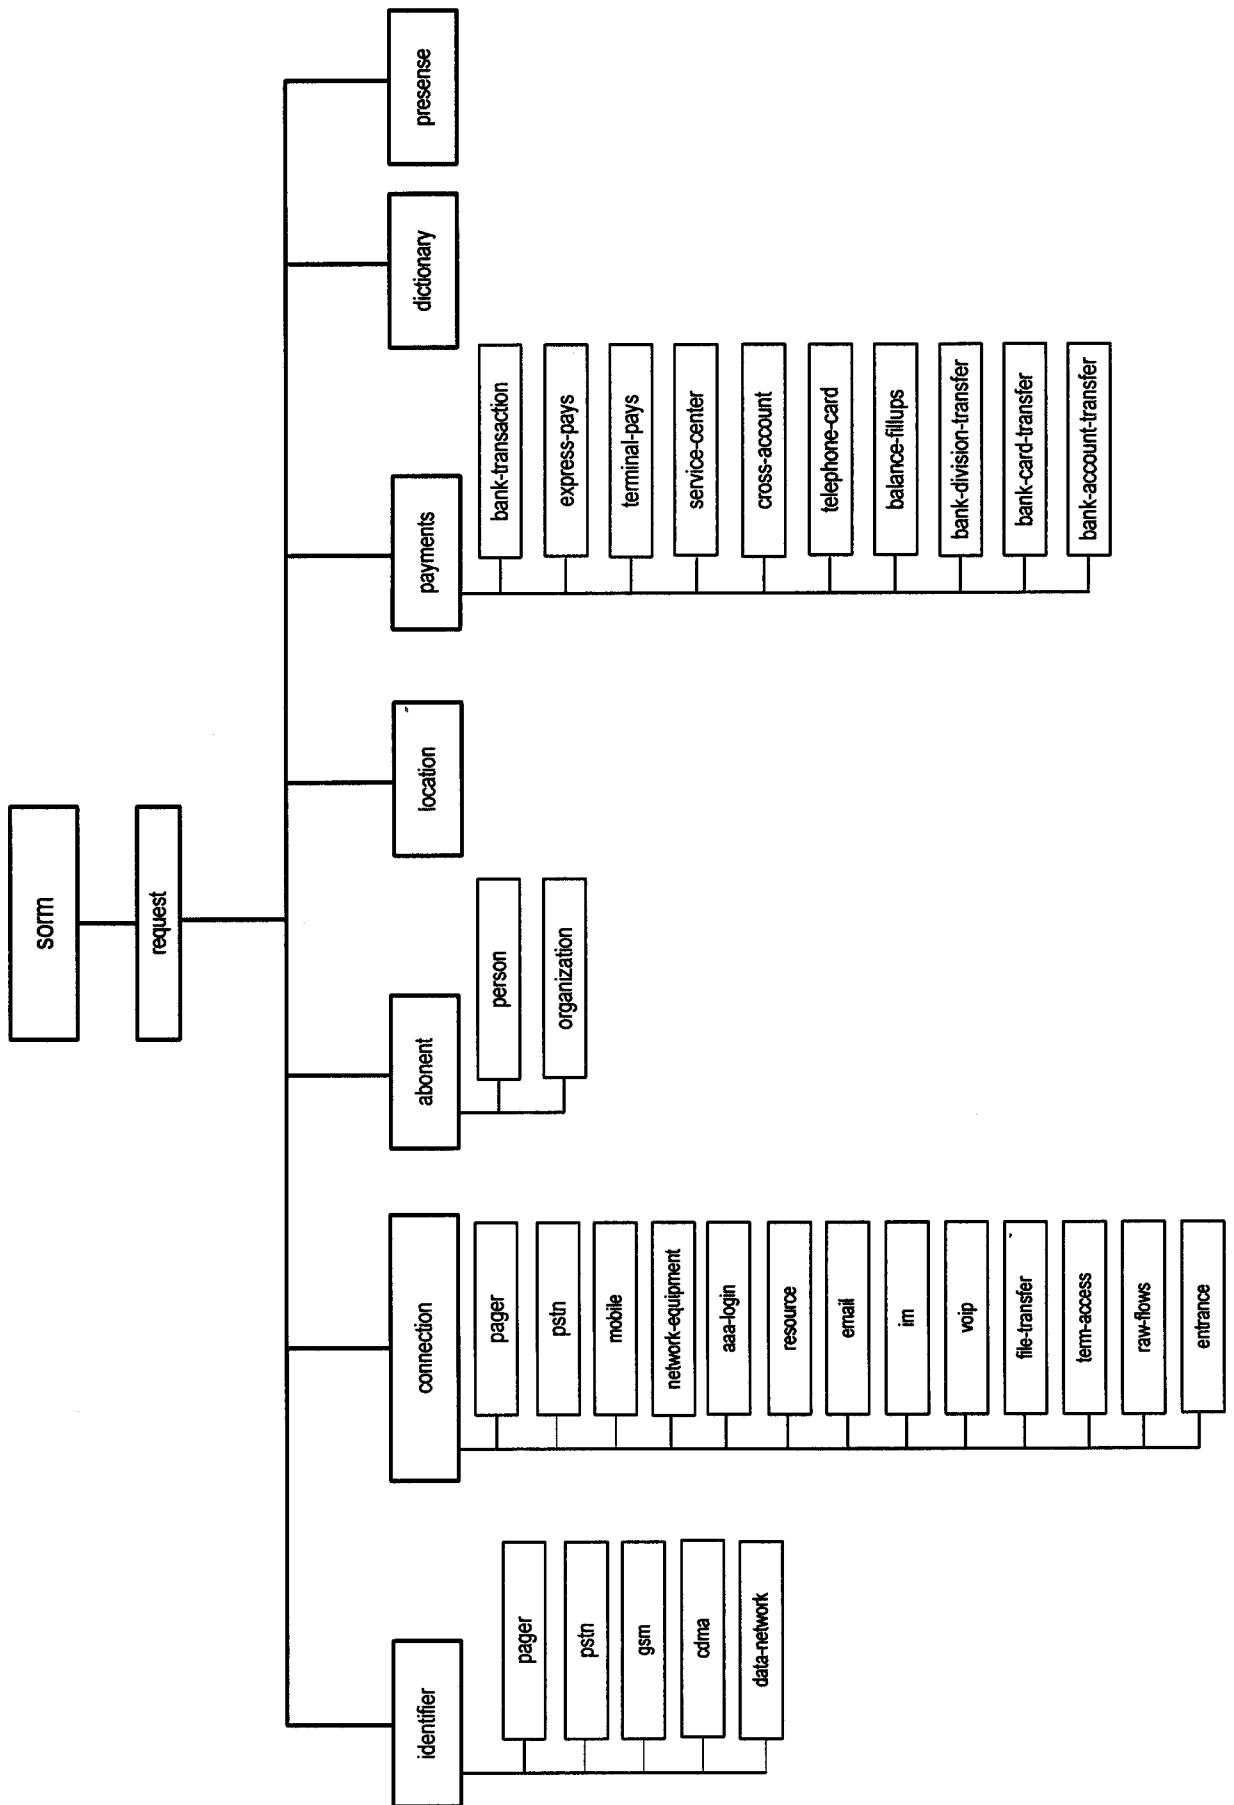 sorm
request
identifier
pager
pstn
gsm
cdma
data-network
connection
pager
pstn
mobile
network-equipment
aaa-login
resource
email
im
voip
file-transfer
term-access
raw-flows
entrance
abonent
person
organization
location
payments
bank-transaction
express-pays
terminal-pays
service-center
cross-account
telephone-card
balance-fillups
bank-division-transfer
bank-card-transfer
bank-account-transfer
dictionary
presense